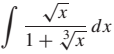 ∫ √x / (1 + ∛x) dx